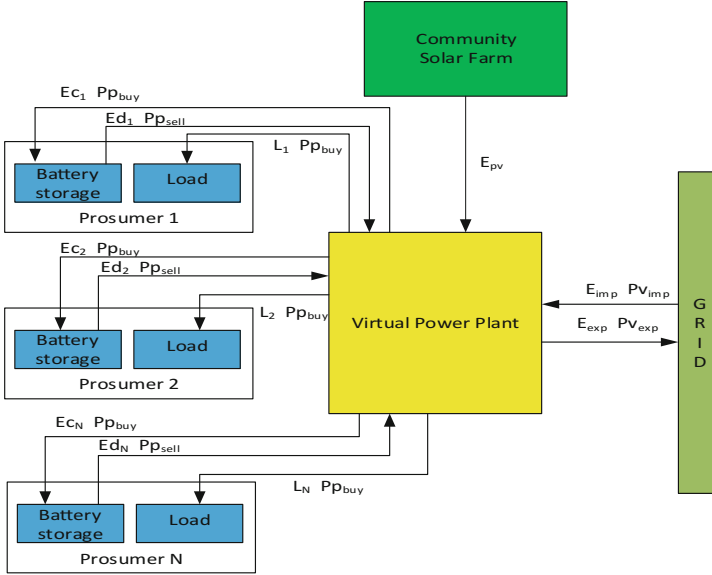 Community
Solar Farm
Ec1 Ppbuy
Ed1 Ppsell
L1 Ppbuy
Epv
Battery
storage
Load
Prosumer 1
Ec2 Ppbuy
Ed2 Ppsell
L2 Ppbuy
Battery
storage
Load
Prosumer 2
Virtual Power Plant
Eimp Pvimp
Eexp Pvexp
G
R
I
D
EcN Ppbuy
EdN Ppsell
LN Ppbuy
Battery
storage
Load
Prosumer N